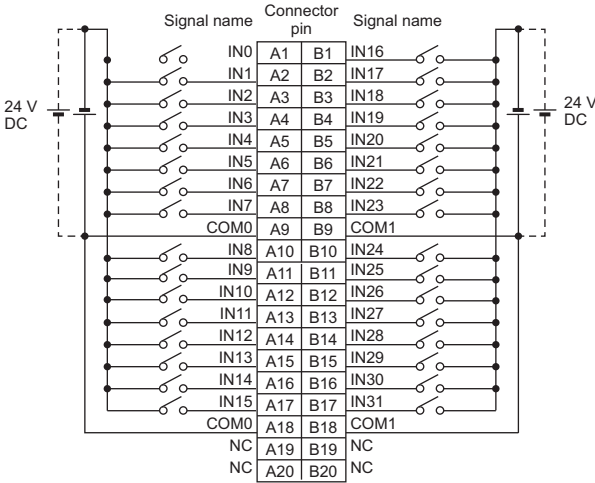 Signal name Connector pin Signal name
IN0 A1 B1 IN16
IN1 A2 B2 IN17
IN2 A3 B3 IN18
24 V DC 24 V DC
IN3 A4 B4 IN19
IN4 A5 B5 IN20
IN5 A6 B6 IN21
IN6 A7 B7 IN22
IN7 A8 B8 IN23
COM0 A9 B9 COM1
IN8 A10 B10 IN24
IN9 A11 B11 IN25
IN10 A12 B12 IN26
IN11 A13 B13 IN27
IN12 A14 B14 IN28
IN13 A15 B15 IN29
IN14 A16 B16 IN30
IN15 A17 B17 IN31
COM0 A18 B18 COM1
NC A19 B19 NC
NC A20 B20 NC